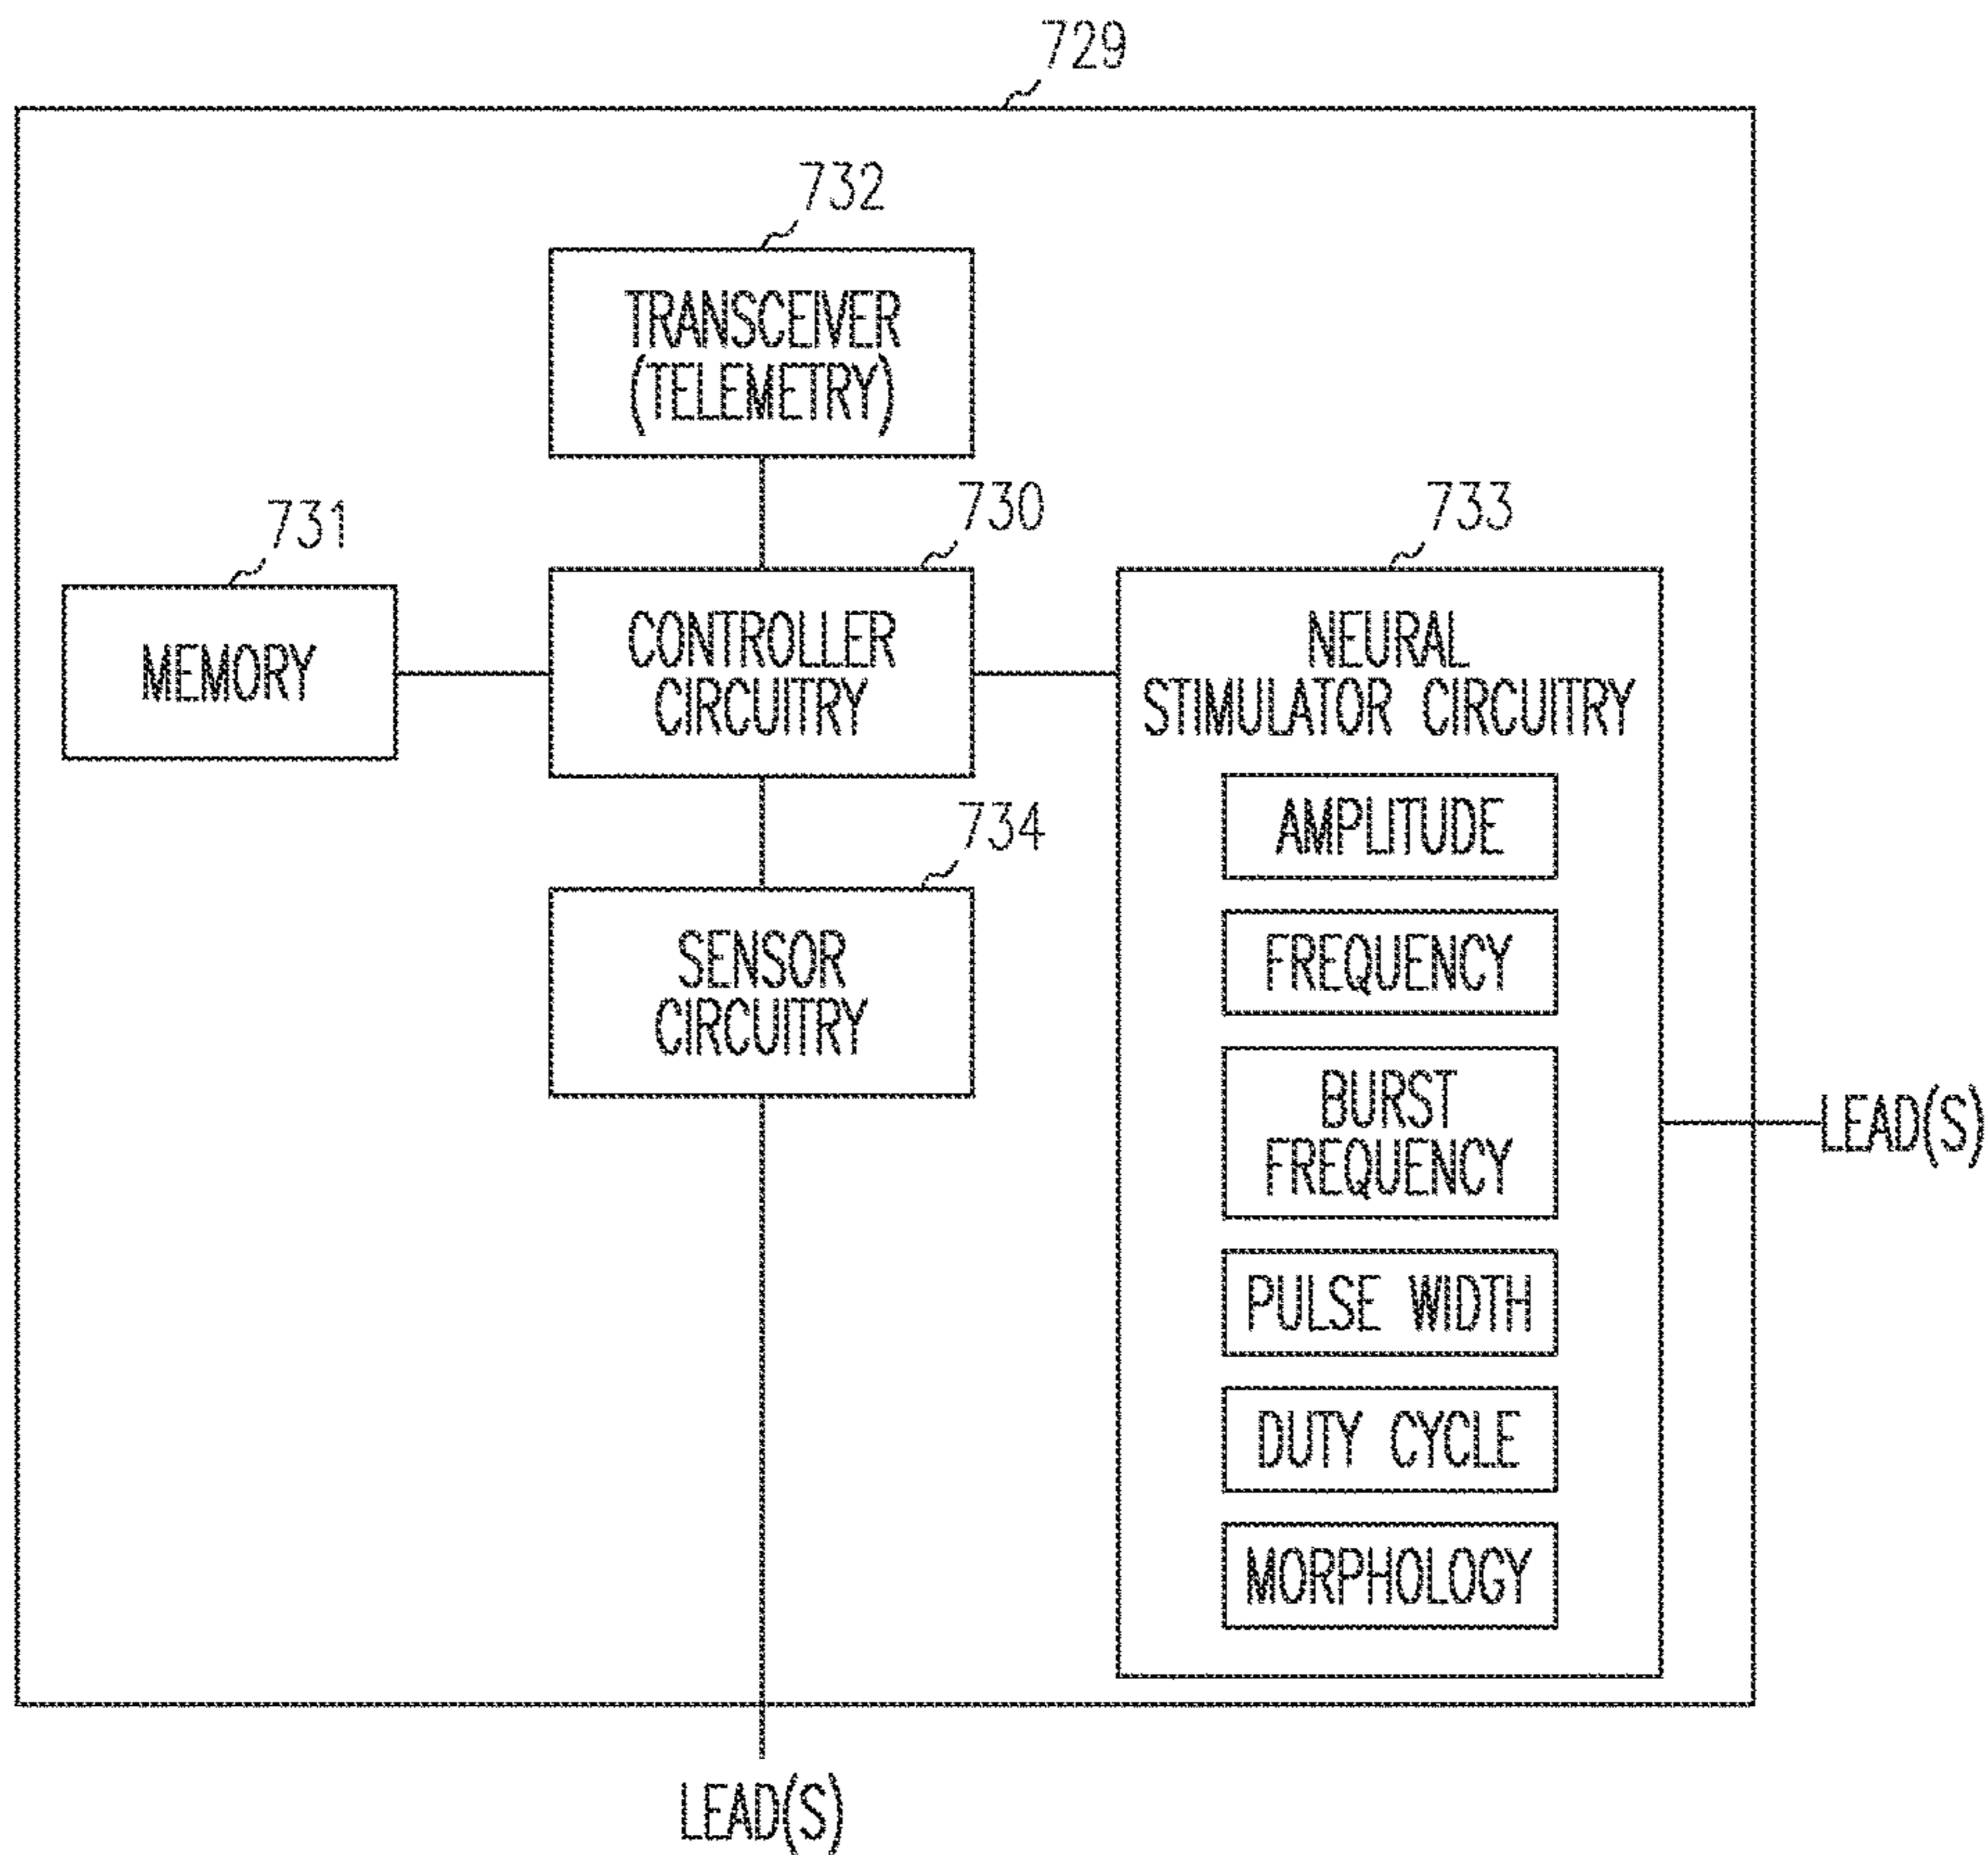 729
732
TRANSCEIVER
(TELEMETRY)
731
MEMORY
730
CONTROLLER
CIRCUITRY
733
NEURAL
STIMULATOR CIRCUITRY
AMPLITUDE
FREQUENCY
BURST
FREQUENCY
PULSE WIDTH
DUTY CYCLE
MORPHOLOGY
734
SENSOR
CIRCUITRY
LEAD(S)
LEAD(S)